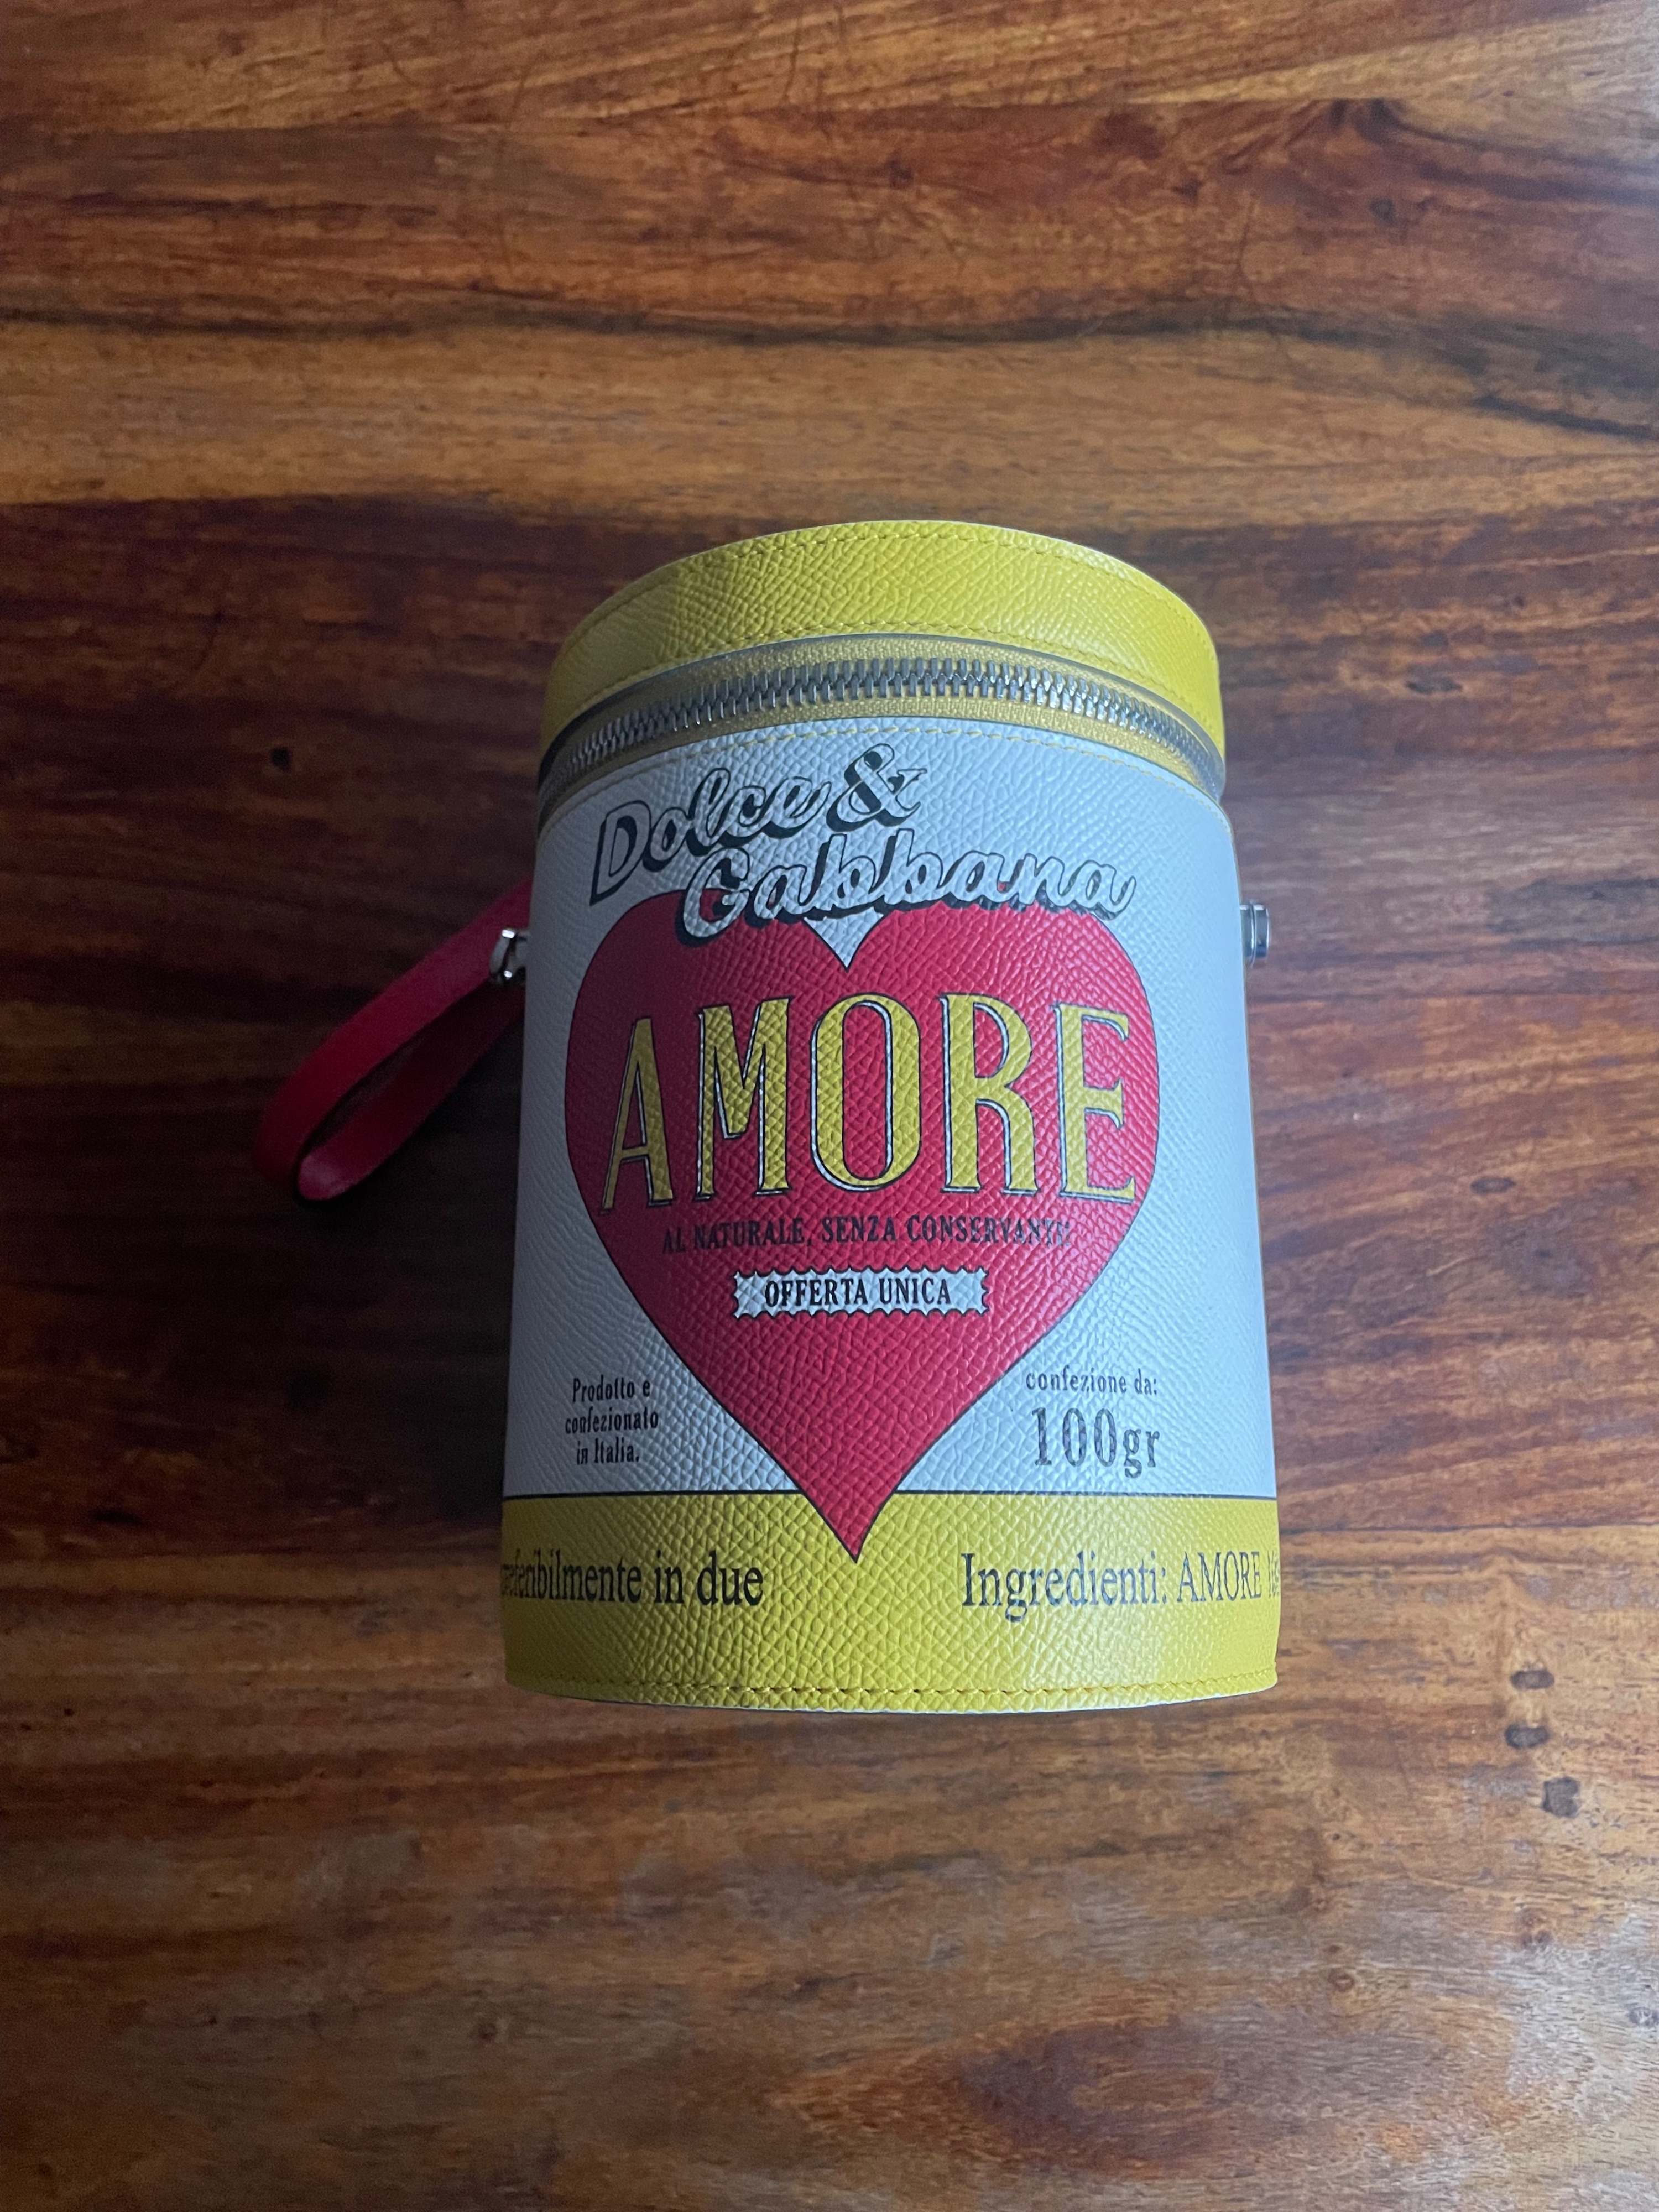 Dolce &
Gabbana
AMORE
AL NATURALE, SENZA CONSERVANTI!
OFFERTA UNICA
Prodotto e
confezionato
in Italia.
confezione da:
100gr
in due
Ingredienti: AMORE